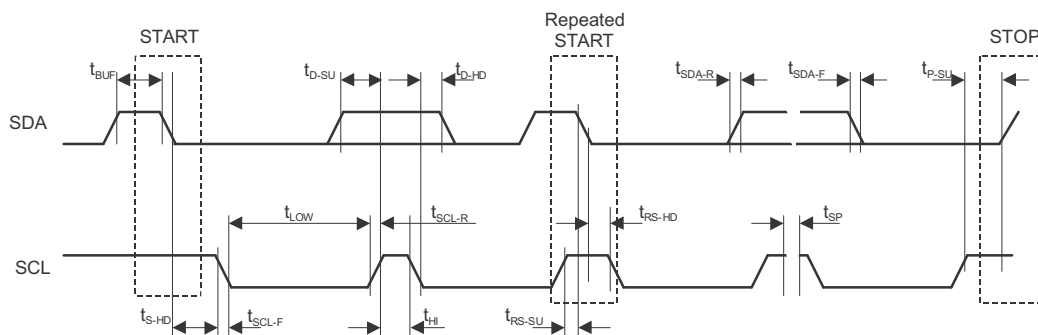 START
Repeated
START
STOP
tBUF
tD-SU
tD-HD
tSDA-R
tSDA-F
tP-SU
SDA
tLOW
tSCL-R
tRS-HD
tSP
SCL
tS-HD
tSCL-F
tHI
tRS-SU